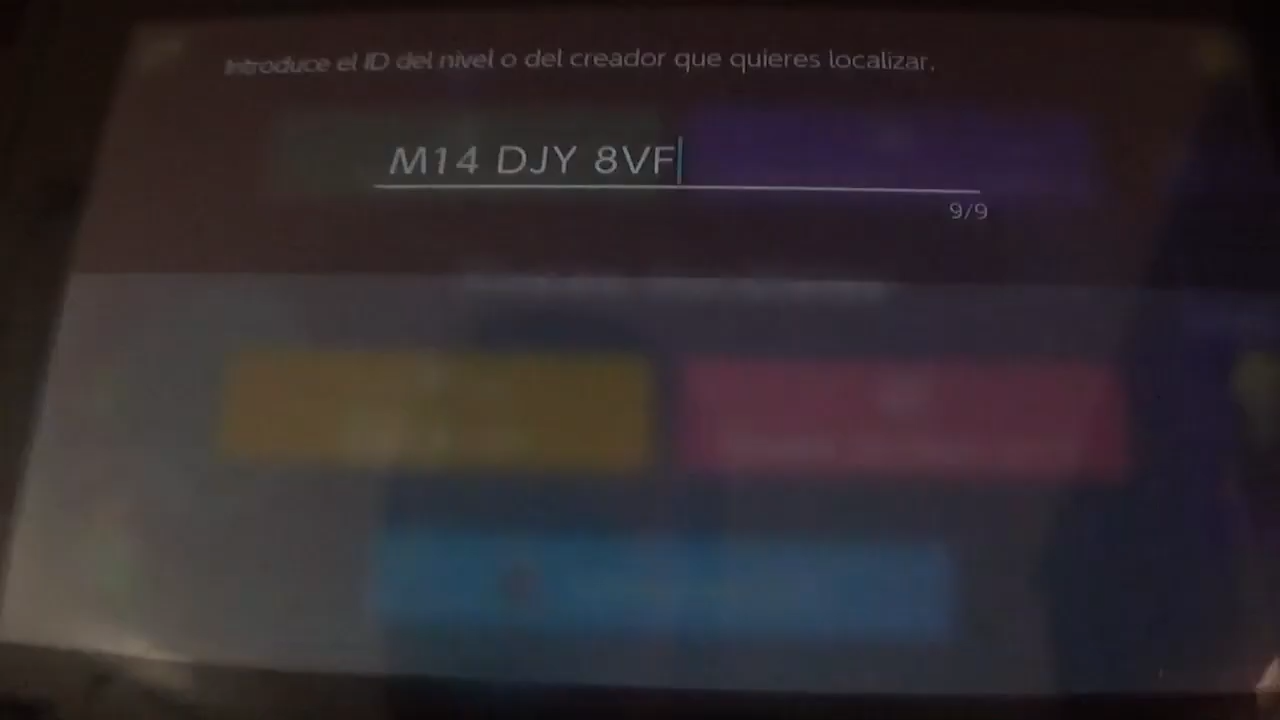 Introduce el ID del nivel o del creador que quieres localizar.
M14 DJY 8VF
9/9